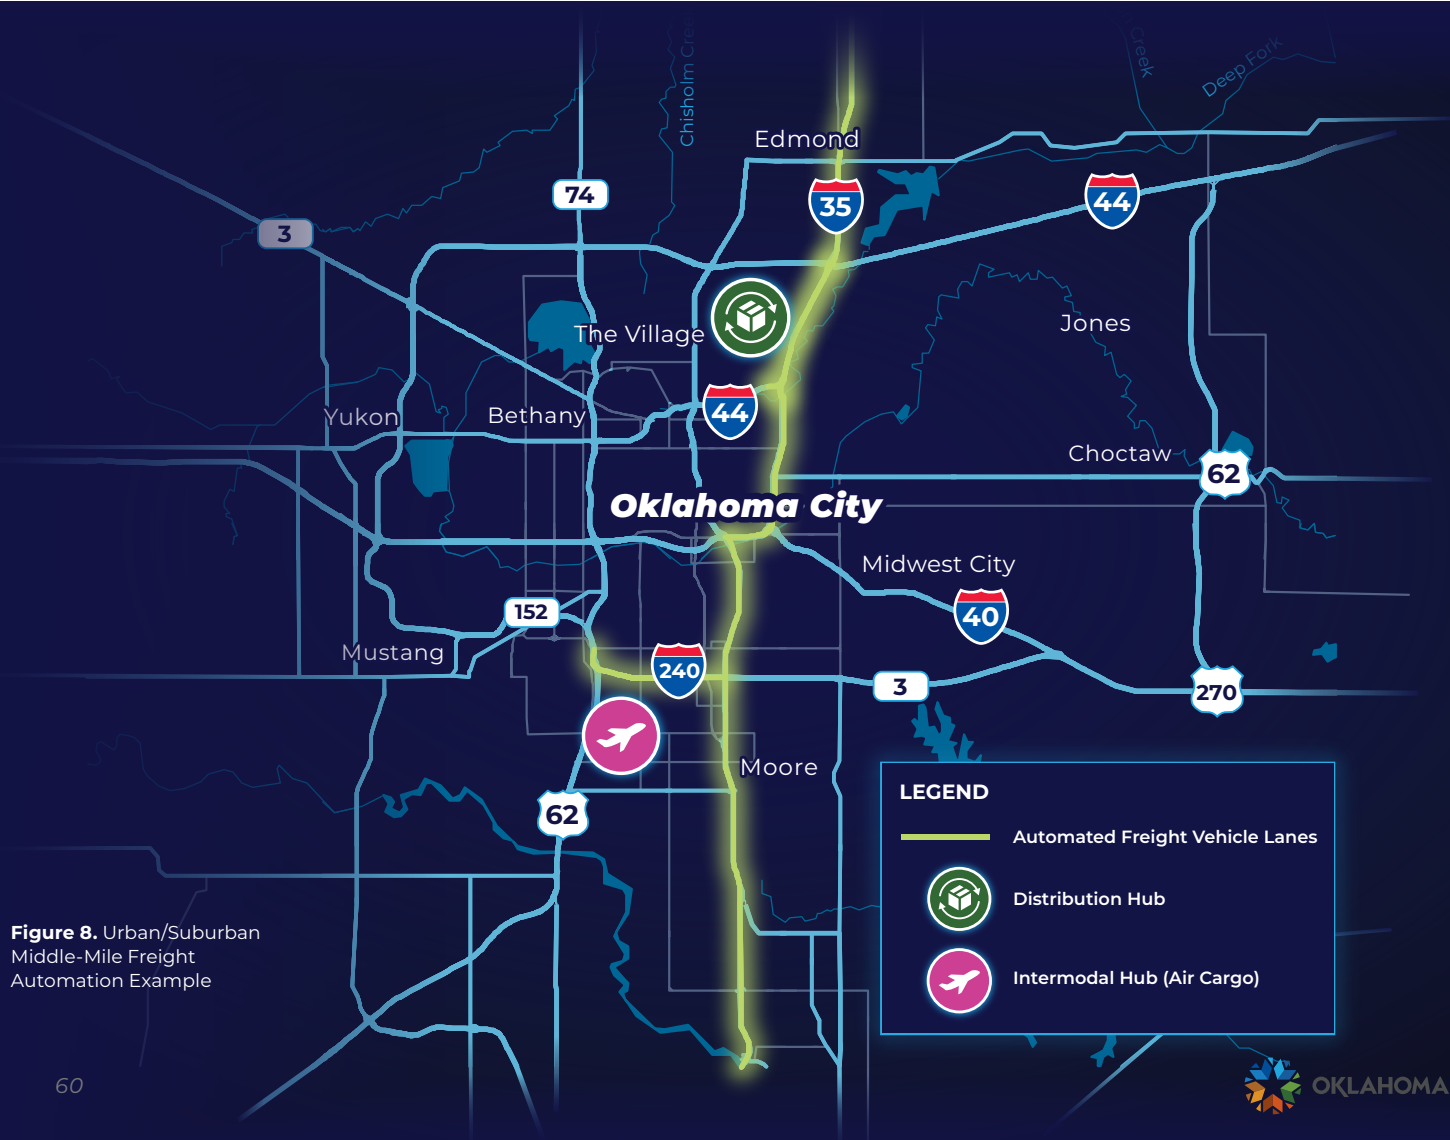 Chisholm Cre
Creek
Deep Fork
Edmond
74
35
44
3
The Village
Jones
44
Yukon
Bethany
Choctaw
62
Oklahoma City
Midwest City
152
40
Mustang
240
3
270
Moore
62
LEGEND
Automated Freight Vehicle Lanes
Distribution Hub
Intermodal Hub (Air Cargo)
Figure 8. Urban/Suburban
Middle-Mile Freight
Automation Example
60
OKLAHOMA